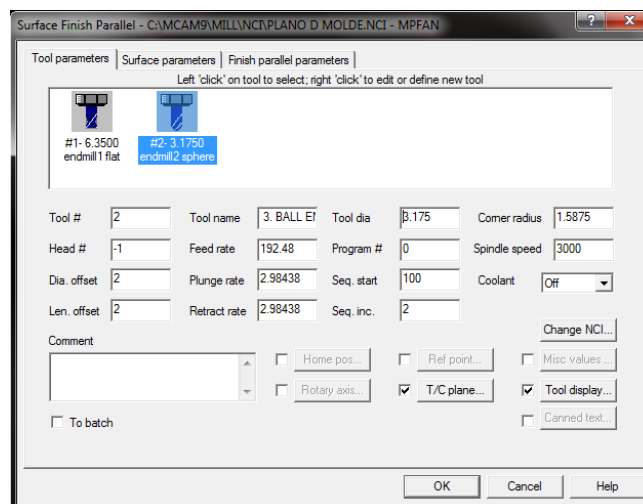 Surface Finish Parallel - C:\MCAM9\MILL\NCI\PLANO D MOLDE.NCI - MPFAN
Tool parameters Surface parameters Finish parallel parameters
Left 'click' on tool to select; right 'click' to edit or define new tool
#1- 6.3500 #2- 3.1750
endmill1 flat endmill2 sphere
Tool # 2 Tool name 3. BALL EN Tool dia 3.175 Corner radius 1.5875
Head # -1 Feed rate 192.48 Program # 0 Spindle speed 3000
Dia. offset 2 Plunge rate 2.98438 Seq. start 100 Coolant Off
Len. offset 2 Retract rate 2.98438 Seq. inc. 2
Change NCI...
Comment
Home pos... Ref point... Misc values ...
Rotary axis... T/C plane... Tool display...
To batch Canned text...
OK Cancel Help